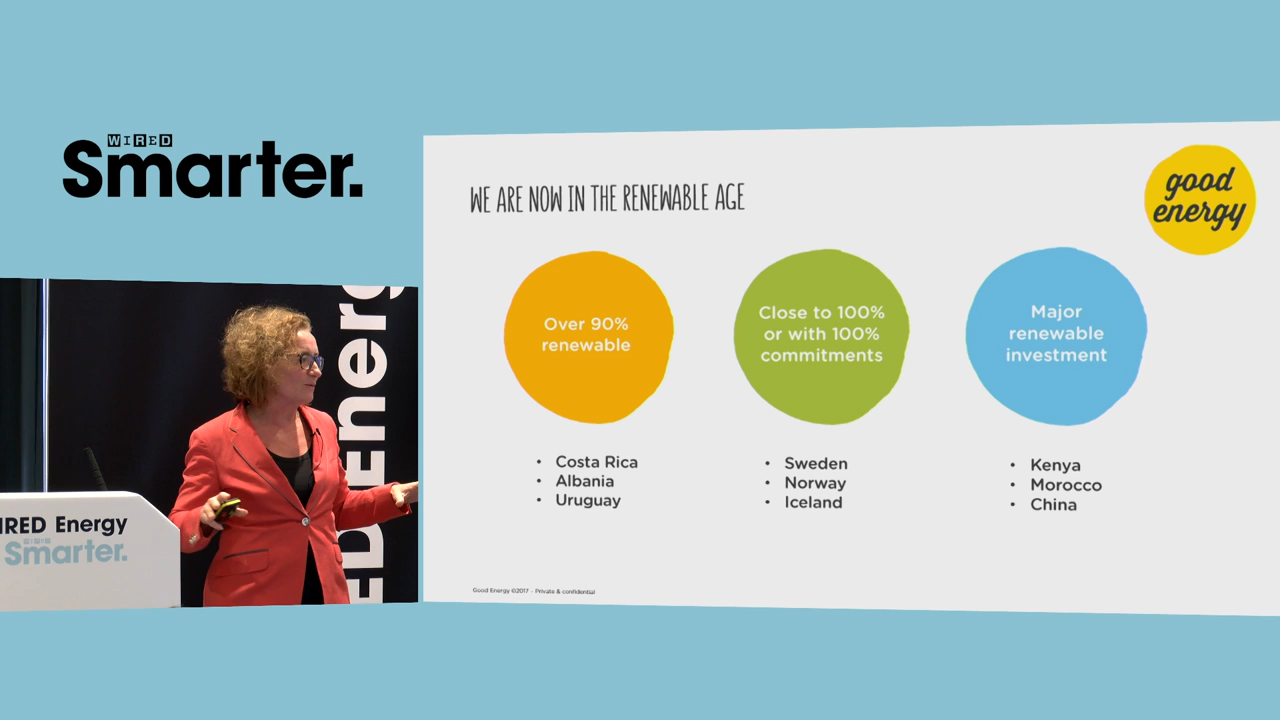 WIRED
Smarter.
WE ARE NOW IN THE RENEWABLE AGE
good
energy
Over 90%
renewable
Close to 100%
or with 100%
commitments
Major
renewable
investment
• Costa Rica
• Albania
• Uruguay
• Sweden
• Norway
• Iceland
• Kenya
• Morocco
• China
Good Energy ©2017 - Private & confidential
ED Energ
IRED Energy
Smarter.